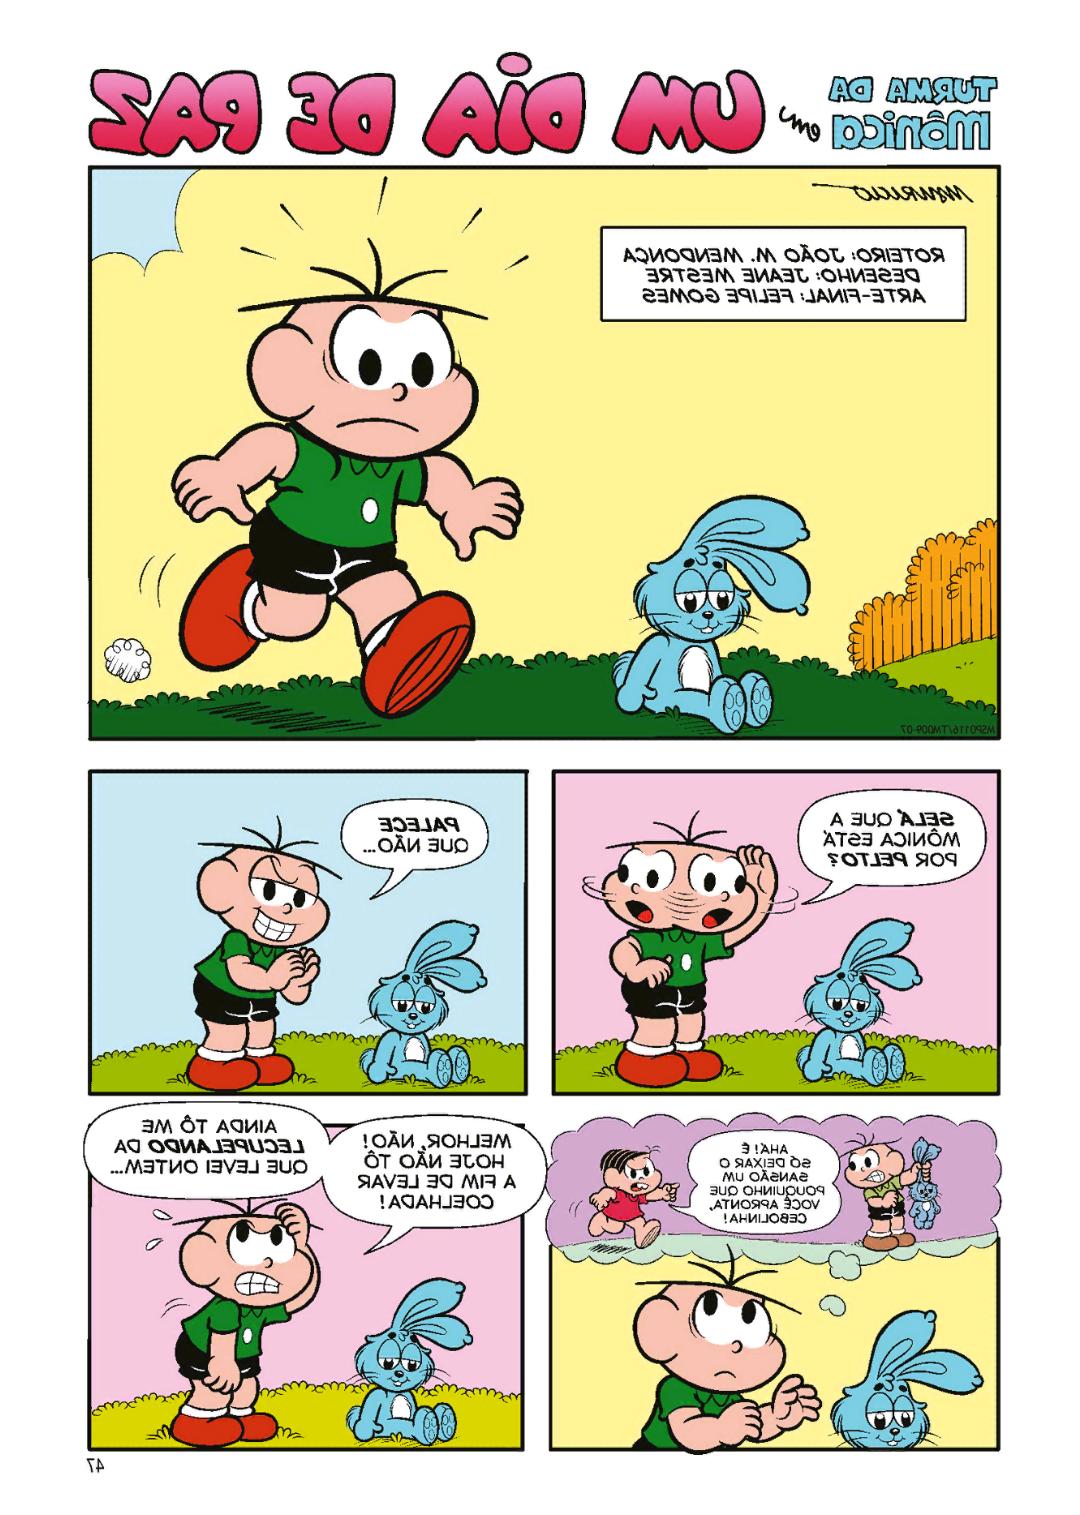 TURMA DA
Mônica
em
UM DIA DE PAZ
MAURICIO
ROTEIRO: JOÃO M. MENDONÇA
DESENHO: JEANE MESTRE
ARTE-FINAL: FELIPE GOMES
MSP0116/TM009-07
SELÁ QUE A
MÔNICA ESTÁ
POR PELTO?
PALECE
QUE NÃO...
AHÁ! É
SÓ DEIXAR O
SANSÃO UM
POUQUINHO QUE
VOCÊ APRONTA,
CEBOLINHA!
MELHOR, NÃO!
HOJE NÃO TÔ
A FIM DE LEVAR
COELHADA!
AINDA TÔ ME
LECUPELANDO DA
QUE LEVEI ONTEM...
47